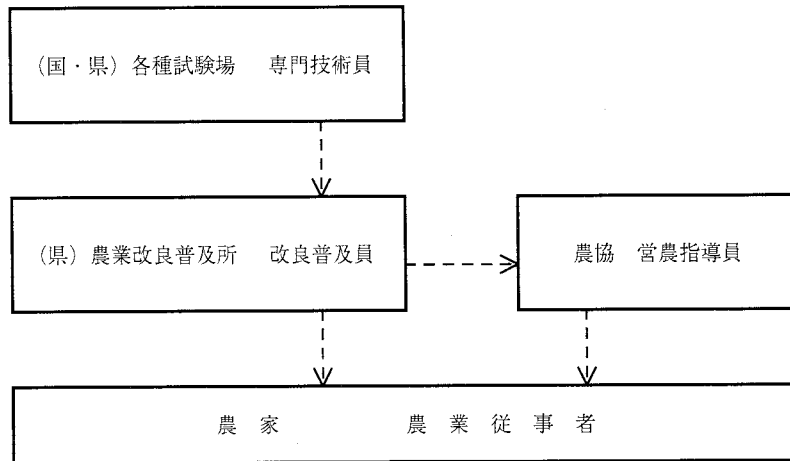 (国・県) 各種試験場 専門技術員
(県) 農業改良普及所 改良普及員
農協 営農指導員
農家 農業従事者